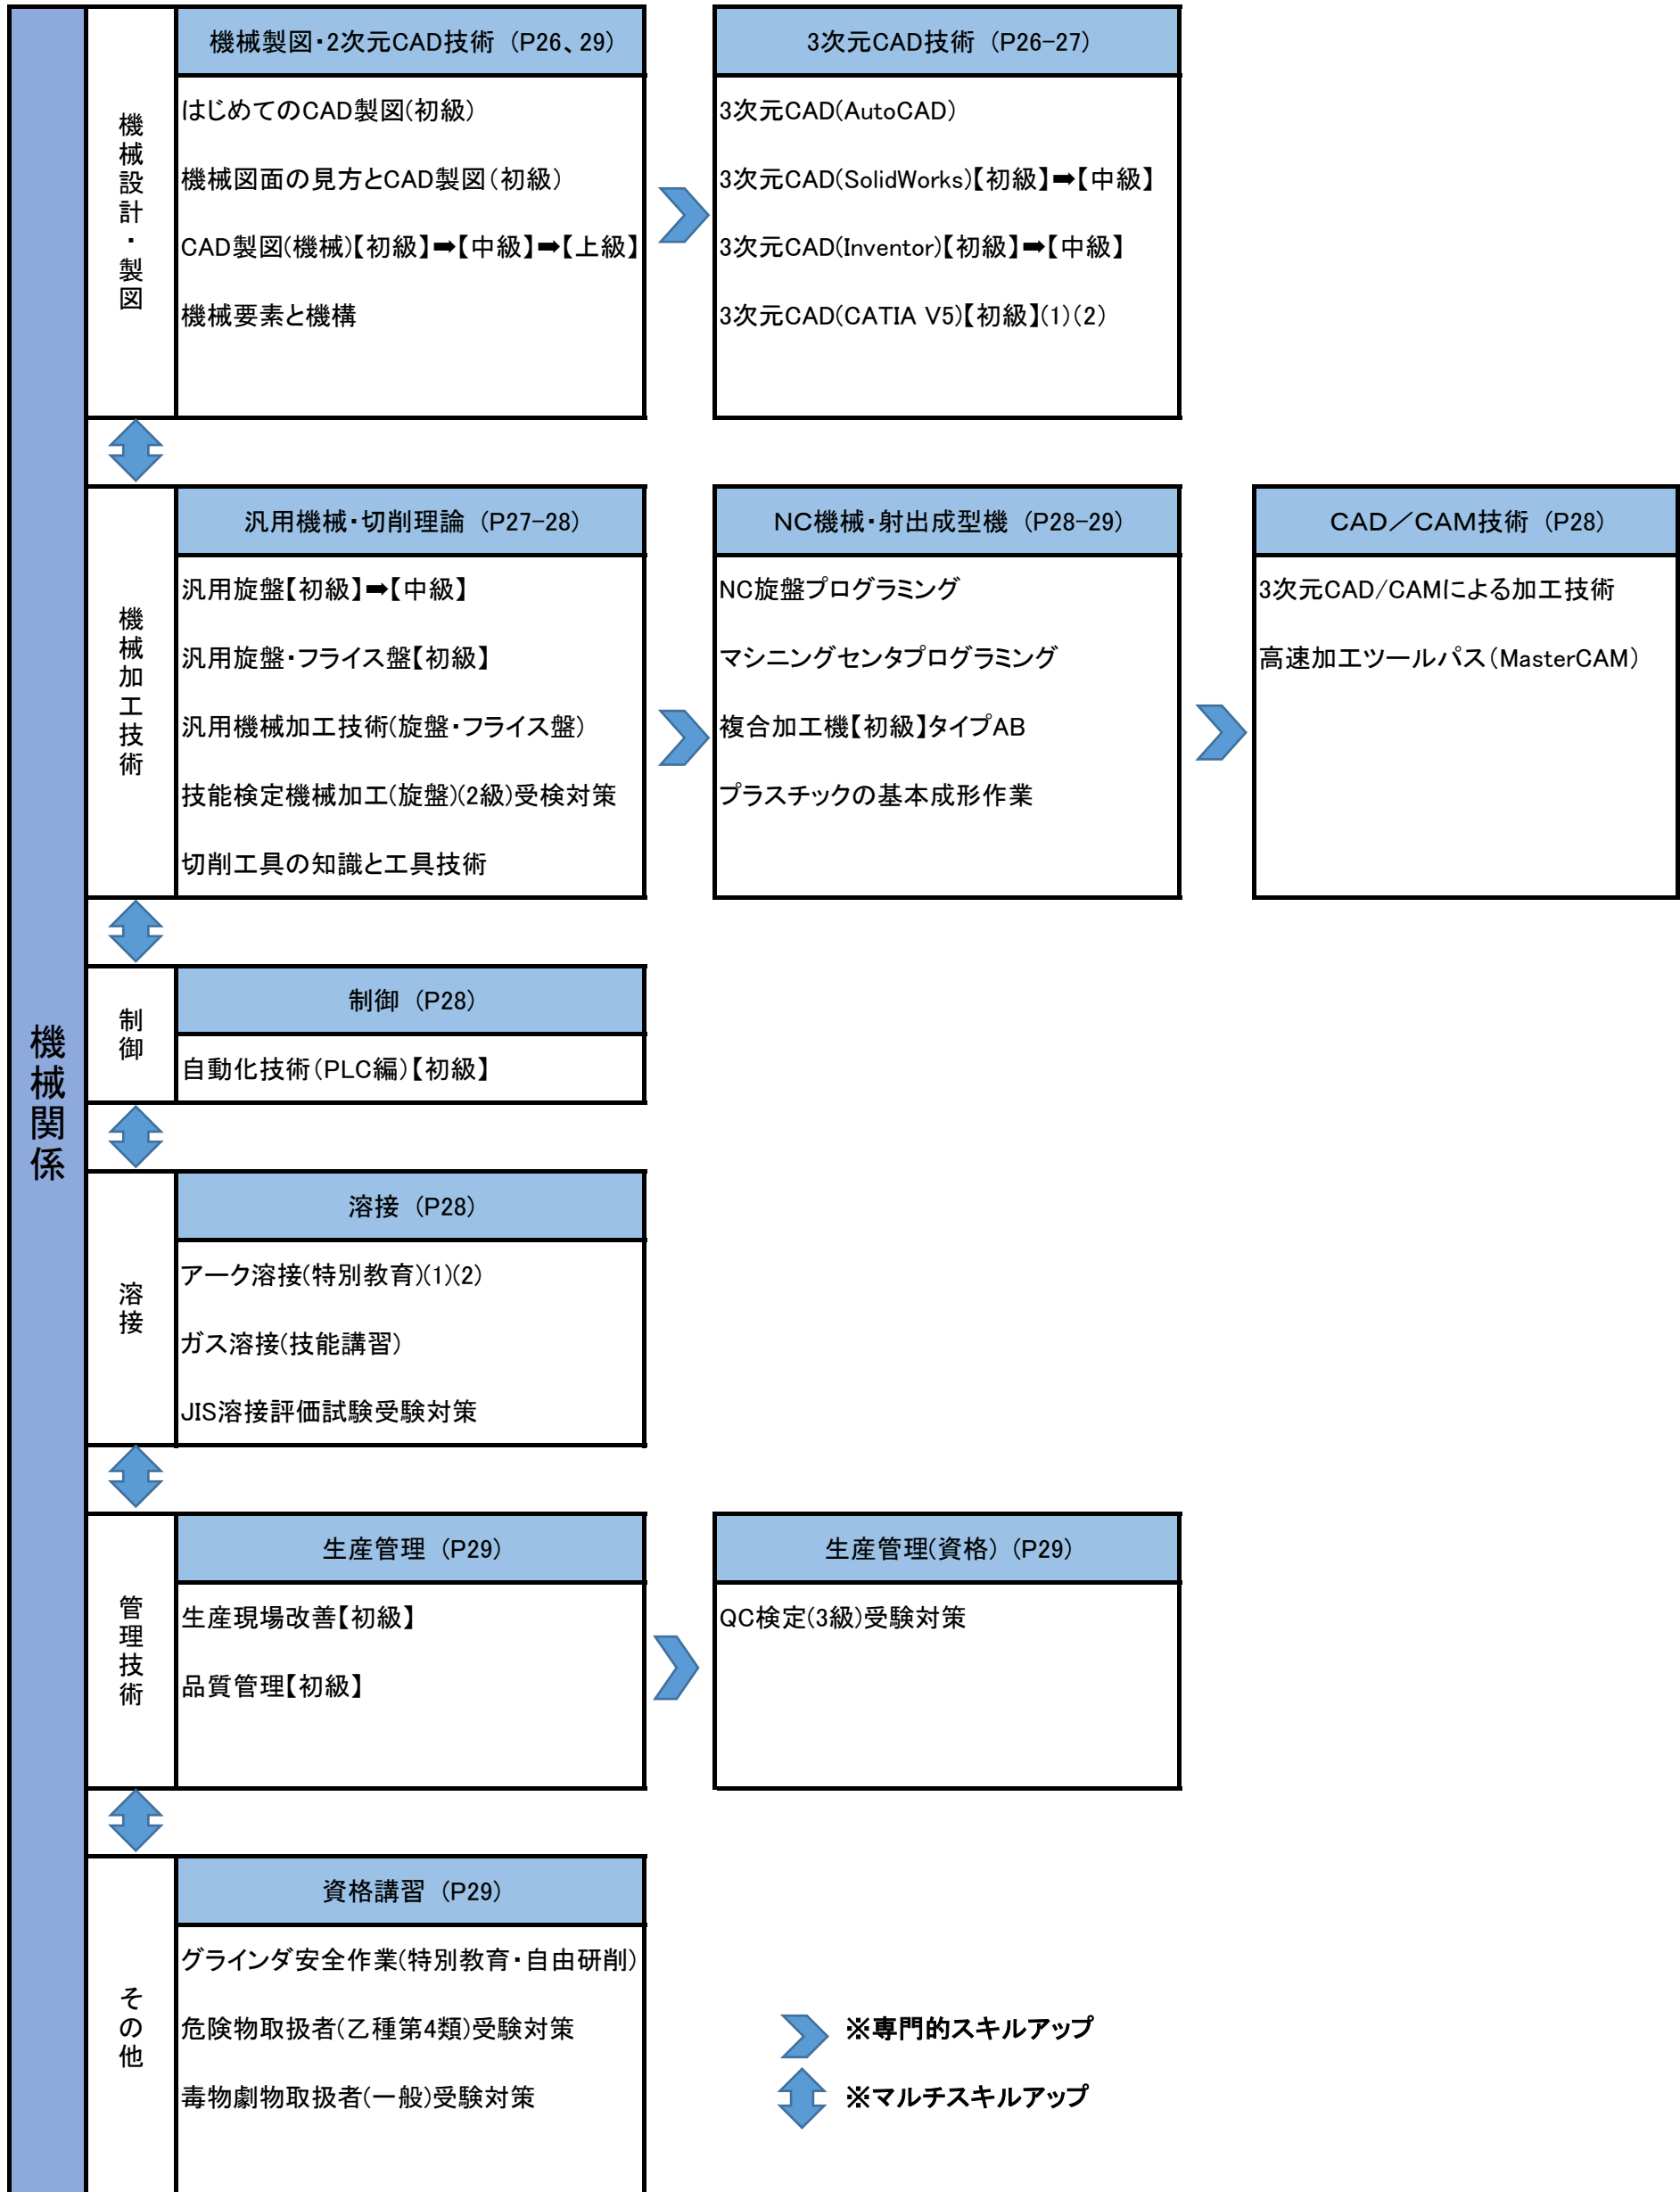 機械関係
機械設計・製図
機械製図・2次元CAD技術 (P26、29)
はじめてのCAD製図(初級)
機械図面の見方とCAD製図(初級)
CAD製図(機械)【初級】➡【中級】➡【上級】
機械要素と機構
3次元CAD技術 (P26-27)
3次元CAD(AutoCAD)
3次元CAD(SolidWorks)【初級】➡【中級】
3次元CAD(Inventor)【初級】➡【中級】
3次元CAD(CATIA V5)【初級】(1)(2)
機械加工技術
汎用機械・切削理論 (P27-28)
汎用旋盤【初級】➡【中級】
汎用旋盤・フライス盤【初級】
汎用機械加工技術(旋盤・フライス盤)
技能検定機械加工(旋盤)(2級)受検対策
切削工具の知識と工具技術
NC機械・射出成型機 (P28-29)
NC旋盤プログラミング
マシニングセンタプログラミング
複合加工機【初級】タイプAB
プラスチックの基本成形作業
CAD/CAM技術 (P28)
3次元CAD/CAMによる加工技術
高速加工ツールパス(MasterCAM)
制御
制御 (P28)
自動化技術(PLC編)【初級】
溶接
溶接 (P28)
アーク溶接(特別教育)(1)(2)
ガス溶接(技能講習)
JIS溶接評価試験受験対策
管理技術
生産管理 (P29)
生産現場改善【初級】
品質管理【初級】
生産管理(資格) (P29)
QC検定(3級)受験対策
その他
資格講習 (P29)
グラインダ安全作業(特別教育・自由研削)
危険物取扱者(乙種第4類)受験対策
毒物劇物取扱者(一般)受験対策
※専門的スキルアップ
※マルチスキルアップ